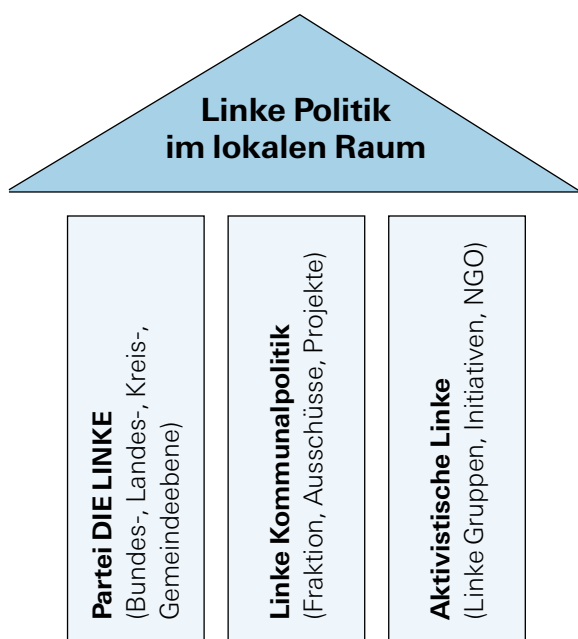 Linke Politik
im lokalen Raum
Partei DIE LINKE
(Bundes-, Landes-, Kreis-,
Gemeindeebene)
Linke Kommunalpolitik
(Fraktion, Ausschüsse, Projekte)
Aktivistische Linke
(Linke Gruppen, Initiativen, NGO)